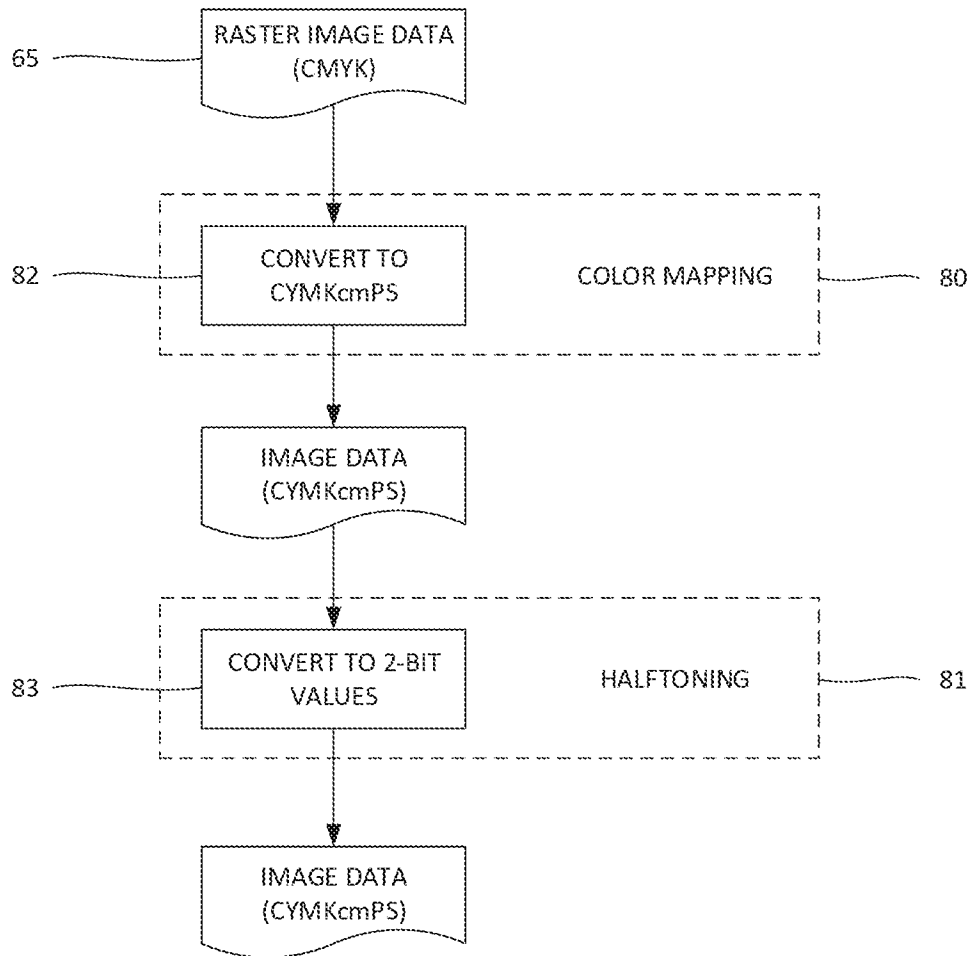 RASTER IMAGE DATA
(CMYK)
65
CONVERT TO
CYMKcmPS
82
COLOR MAPPING
80
IMAGE DATA
(CYMKcmPS)
CONVERT TO 2-BIT
VALUES
83
HALFTONING
81
IMAGE DATA
(CYMKcmPS)